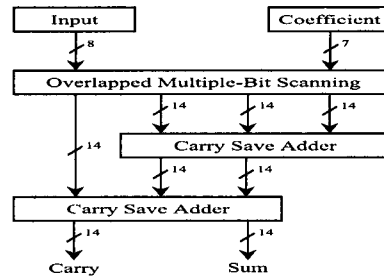 Input Coefficient
8 7
Overlapped Multiple-Bit Scanning
14 14 14
Carry Save Adder
14
14 14
Carry Save Adder
14 14
Carry Sum